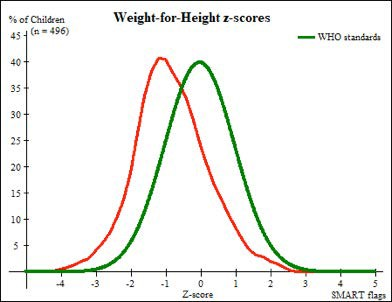 Weight-for-Height z-scores
% of Children
(n = 496)
WHO standards
45
40
35
30
25
20
15
10
5
-4 -3 -2 -1 0 1 2 3 4 5
Z-score
SMART flags